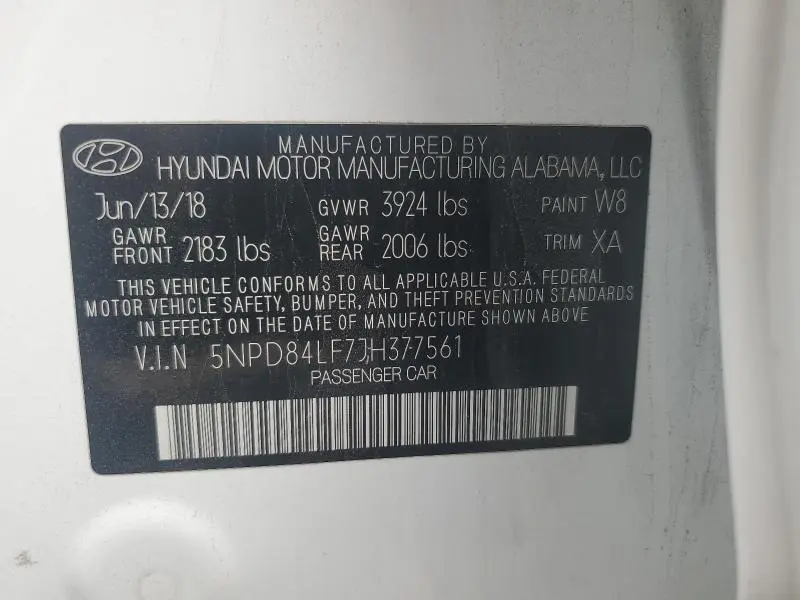 MANUFACTURED BY
HYUNDAI MOTOR MANUFACTURING ALABAMA, LLC
Jun/13/18 GVWR 3924 lbs PAINT W8
GAWR FRONT 2183 lbs GAWR REAR 2006 lbs TRIM XA
THIS VEHICLE CONFORMS TO ALL APPLICABLE U.S.A. FEDERAL
MOTOR VEHICLE SAFETY, BUMPER, AND THEFT PREVENTION STANDARDS
IN EFFECT ON THE DATE OF MANUFACTURE SHOWN ABOVE
V.I.N 5NPD84LF7JH377561
PASSENGER CAR